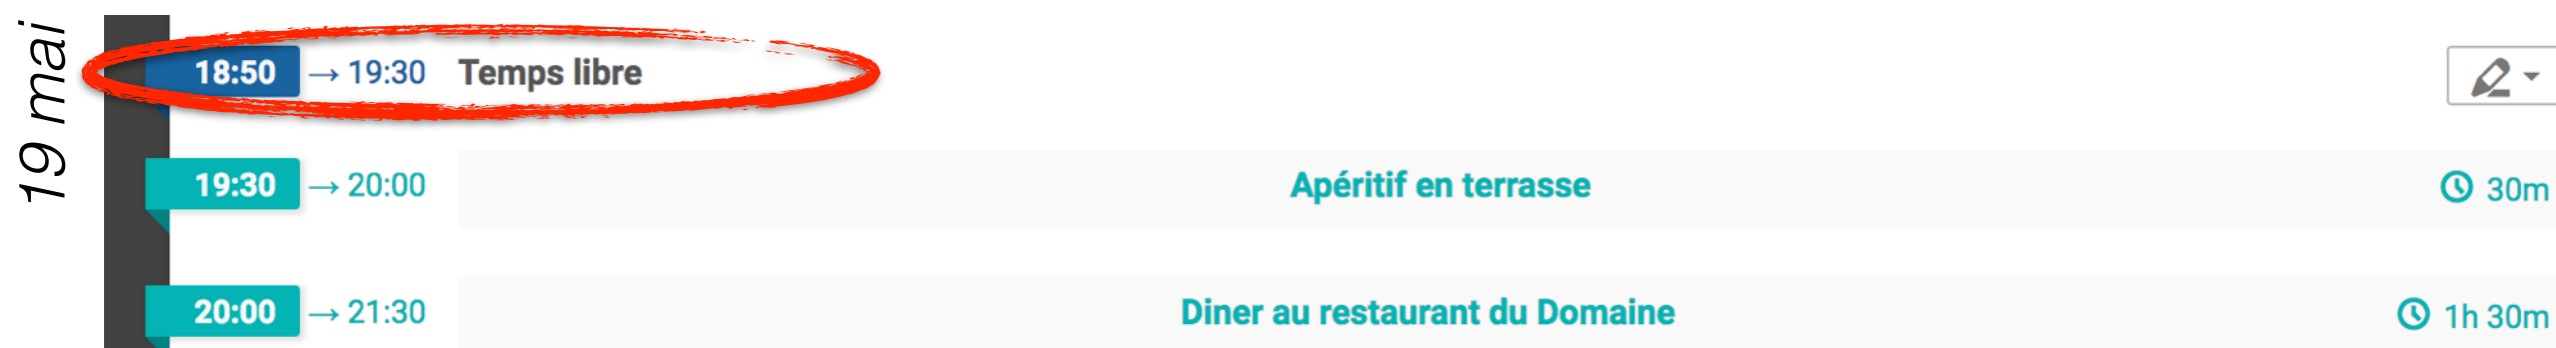 19 mai
18:50 → 19:30 Temps libre
19:30 → 20:00 Apéritif en terrasse 30m
20:00 → 21:30 Diner au restaurant du Domaine 1h 30m